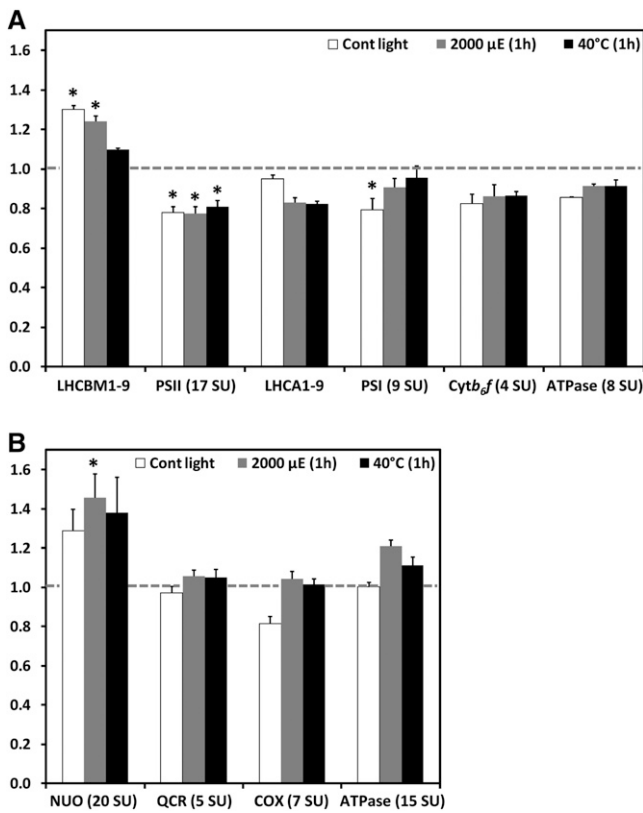 A
Cont light 2000 µE (1h) 40°C (1h)
1.6
1.4
1.2
1.0
0.8
0.6
0.4
0.2
0.0
* * * * * *
LHCBM1-9 PSII (17 SU) LHCA1-9 PSI (9 SU) Cytb₆f (4 SU) ATPase (8 SU)
B
Cont light 2000 µE (1h) 40°C (1h)
1.6
1.4
1.2
1.0
0.8
0.6
0.4
0.2
0.0
*
NUO (20 SU) QCR (5 SU) COX (7 SU) ATPase (15 SU)